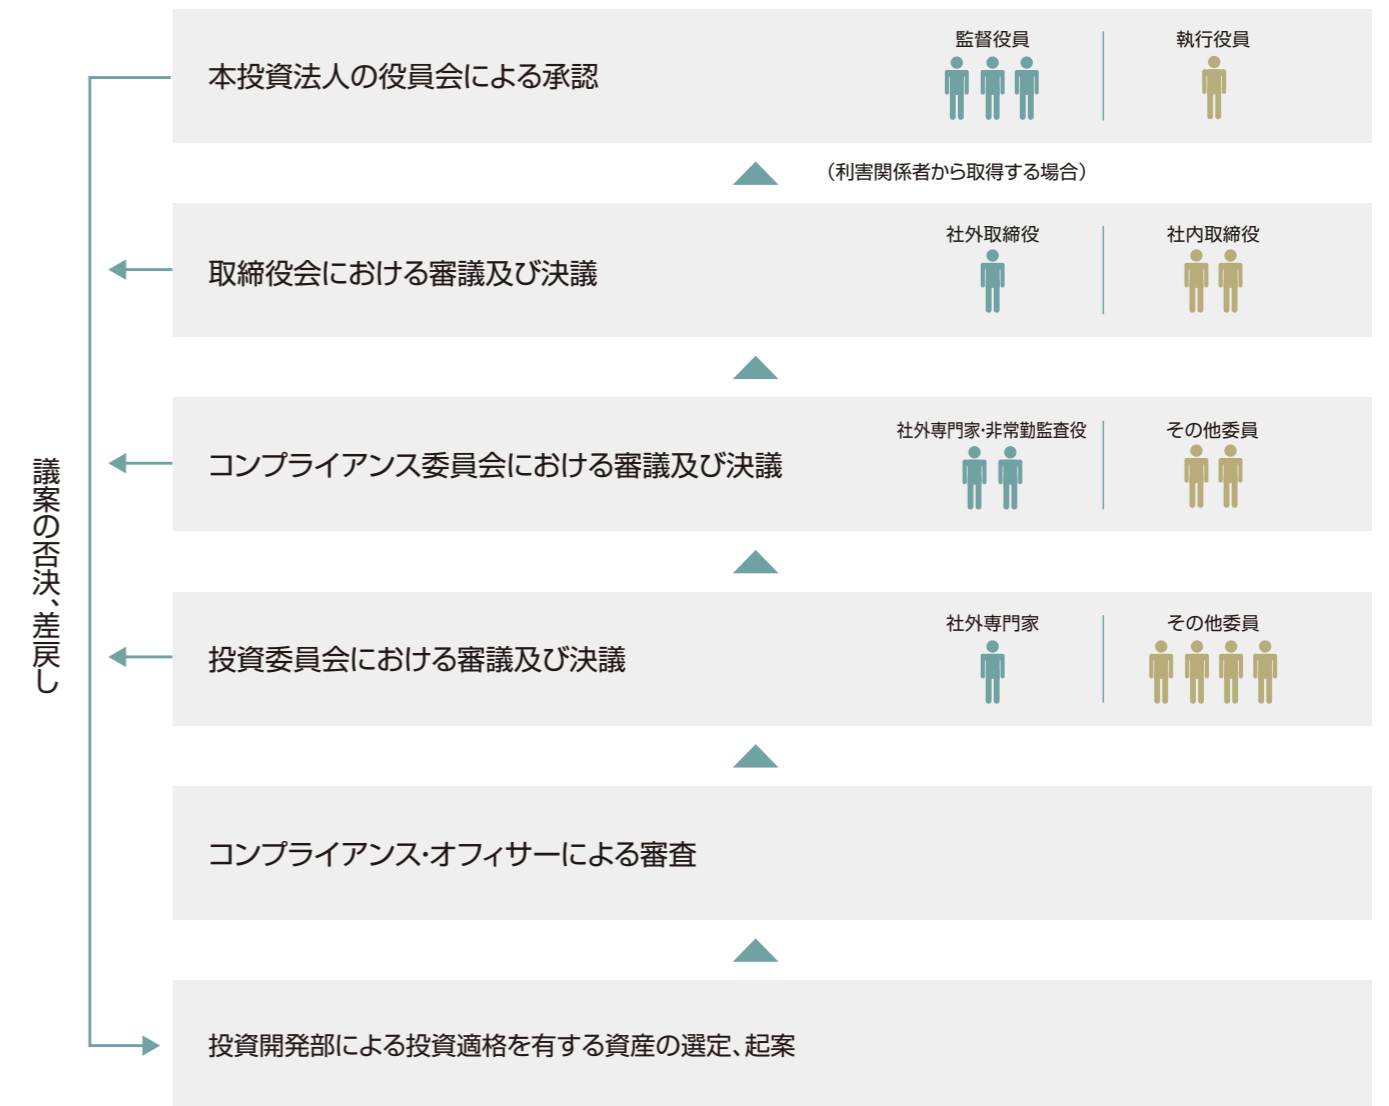 本投資法人の役員会による承認
監督役員
執行役員
（利害関係者から取得する場合）
取締役会における審議及び決議
社外取締役
社内取締役
コンプライアンス委員会における審議及び決議
社外専門家・非常勤監査役
その他委員
投資委員会における審議及び決議
社外専門家
その他委員
コンプライアンス・オフィサーによる審査
投資開発部による投資適格を有する資産の選定、起案
議案の否決、差戻し